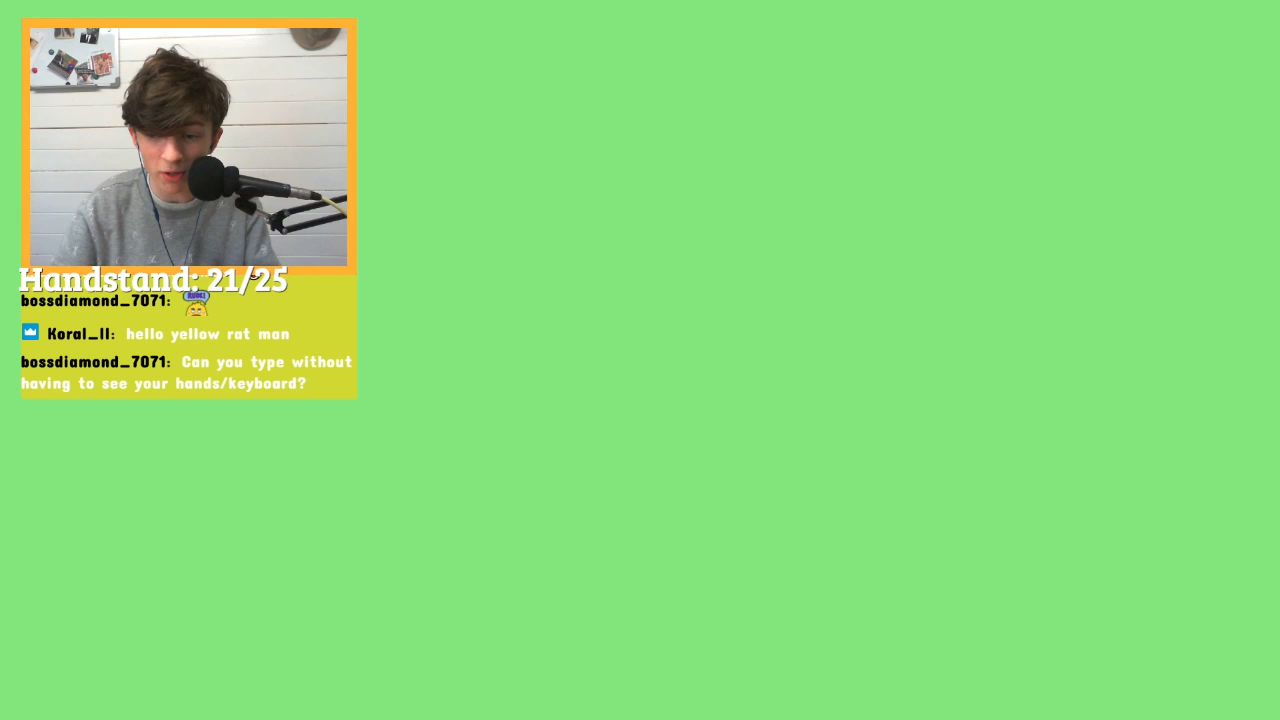 Handstand: 21/25
bossdiamond_7071: RUDE!
Koral_II: hello yellow rat man
bossdiamond_7071: Can you type without
having to see your hands/keyboard?